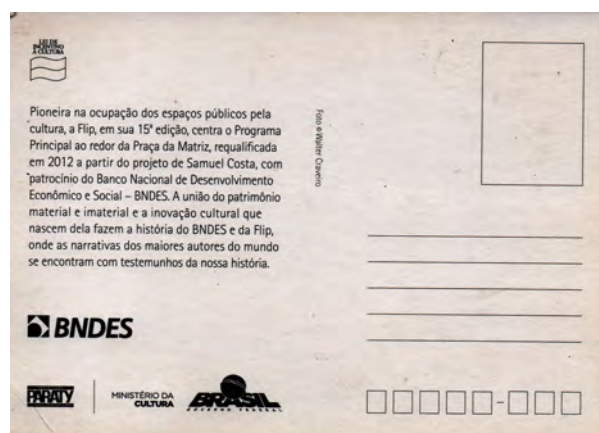 LEI DE
INCENTIVO
À CULTURA
Pioneira na ocupação dos espaços públicos pela
cultura, a Flip, em sua 15ª edição, centra o Programa
Principal ao redor da Praça da Matriz, requalificada
em 2012 a partir do projeto de Samuel Costa, com
patrocínio do Banco Nacional de Desenvolvimento
Econômico e Social – BNDES. A união do patrimônio
material e imaterial e a inovação cultural que
nascem dela fazem a história do BNDES e da Flip,
onde as narrativas dos maiores autores do mundo
se encontram com testemunhos da nossa história.
Foto © Walter Craveiro
BNDES
PARATY
MINISTÉRIO DA
CULTURA
BRASIL
GOVERNO FEDERAL